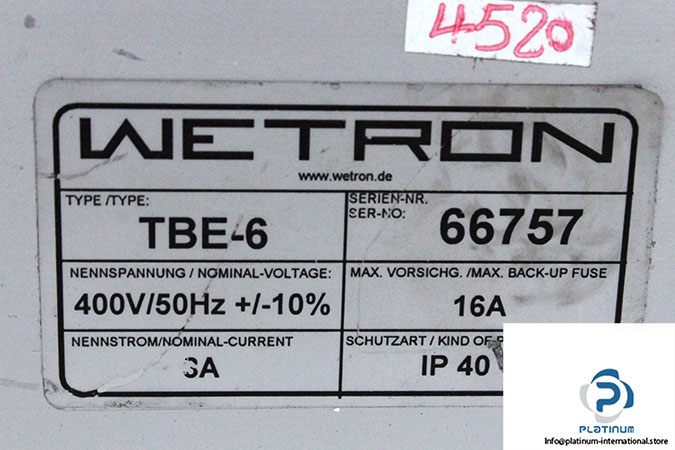 4520
WETRON
www.wetron.de
TYPE /TYPE:
TBE-6
SERIEN-NR.
SER-NO:
66757
NENNSPANNUNG / NOMINAL-VOLTAGE:
400V/50Hz +/-10%
MAX. VORSICHG. /MAX. BACK-UP FUSE
16A
NENNSTROM/NOMINAL-CURRENT
SCHUTZART / KIND OF
IP 40
PLATINUM
Info@platinum-international.store